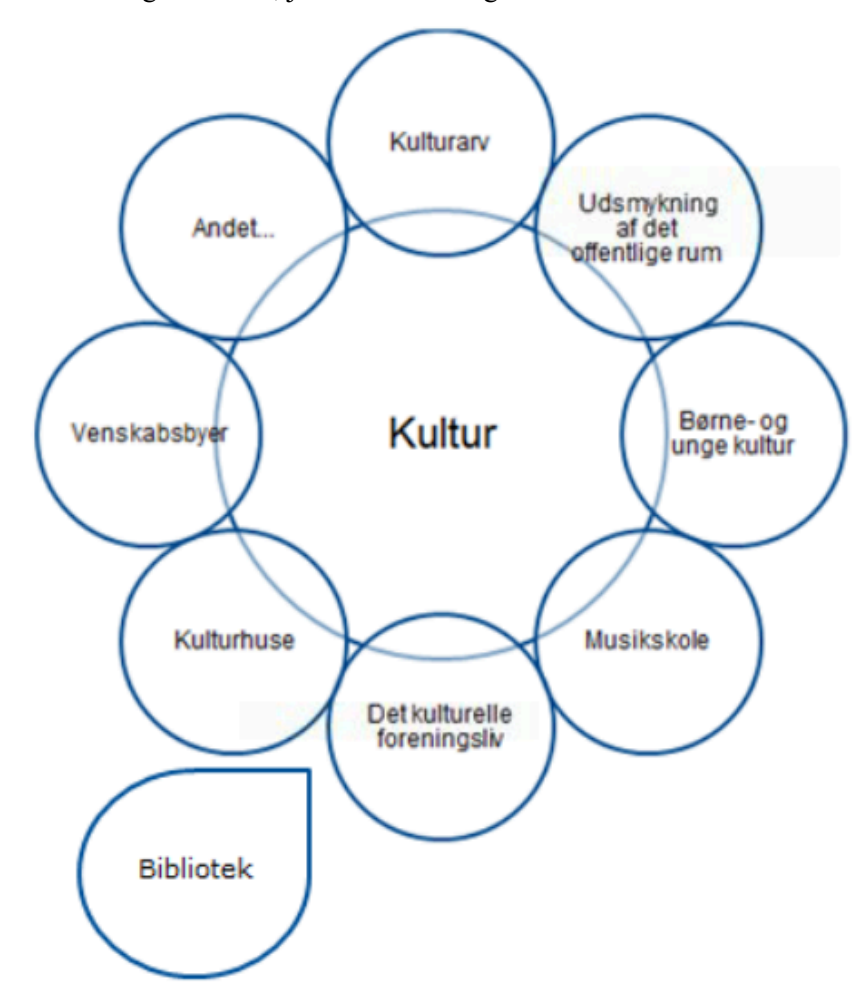 Kulturarv
Udsmykning
af det
offentlige rum
Andet...
Kultur
Børne- og
unge kultur
Venskabsbyer
Kulturhuse
Musikskole
Det kulturelle
foreningsliv
Bibliotek